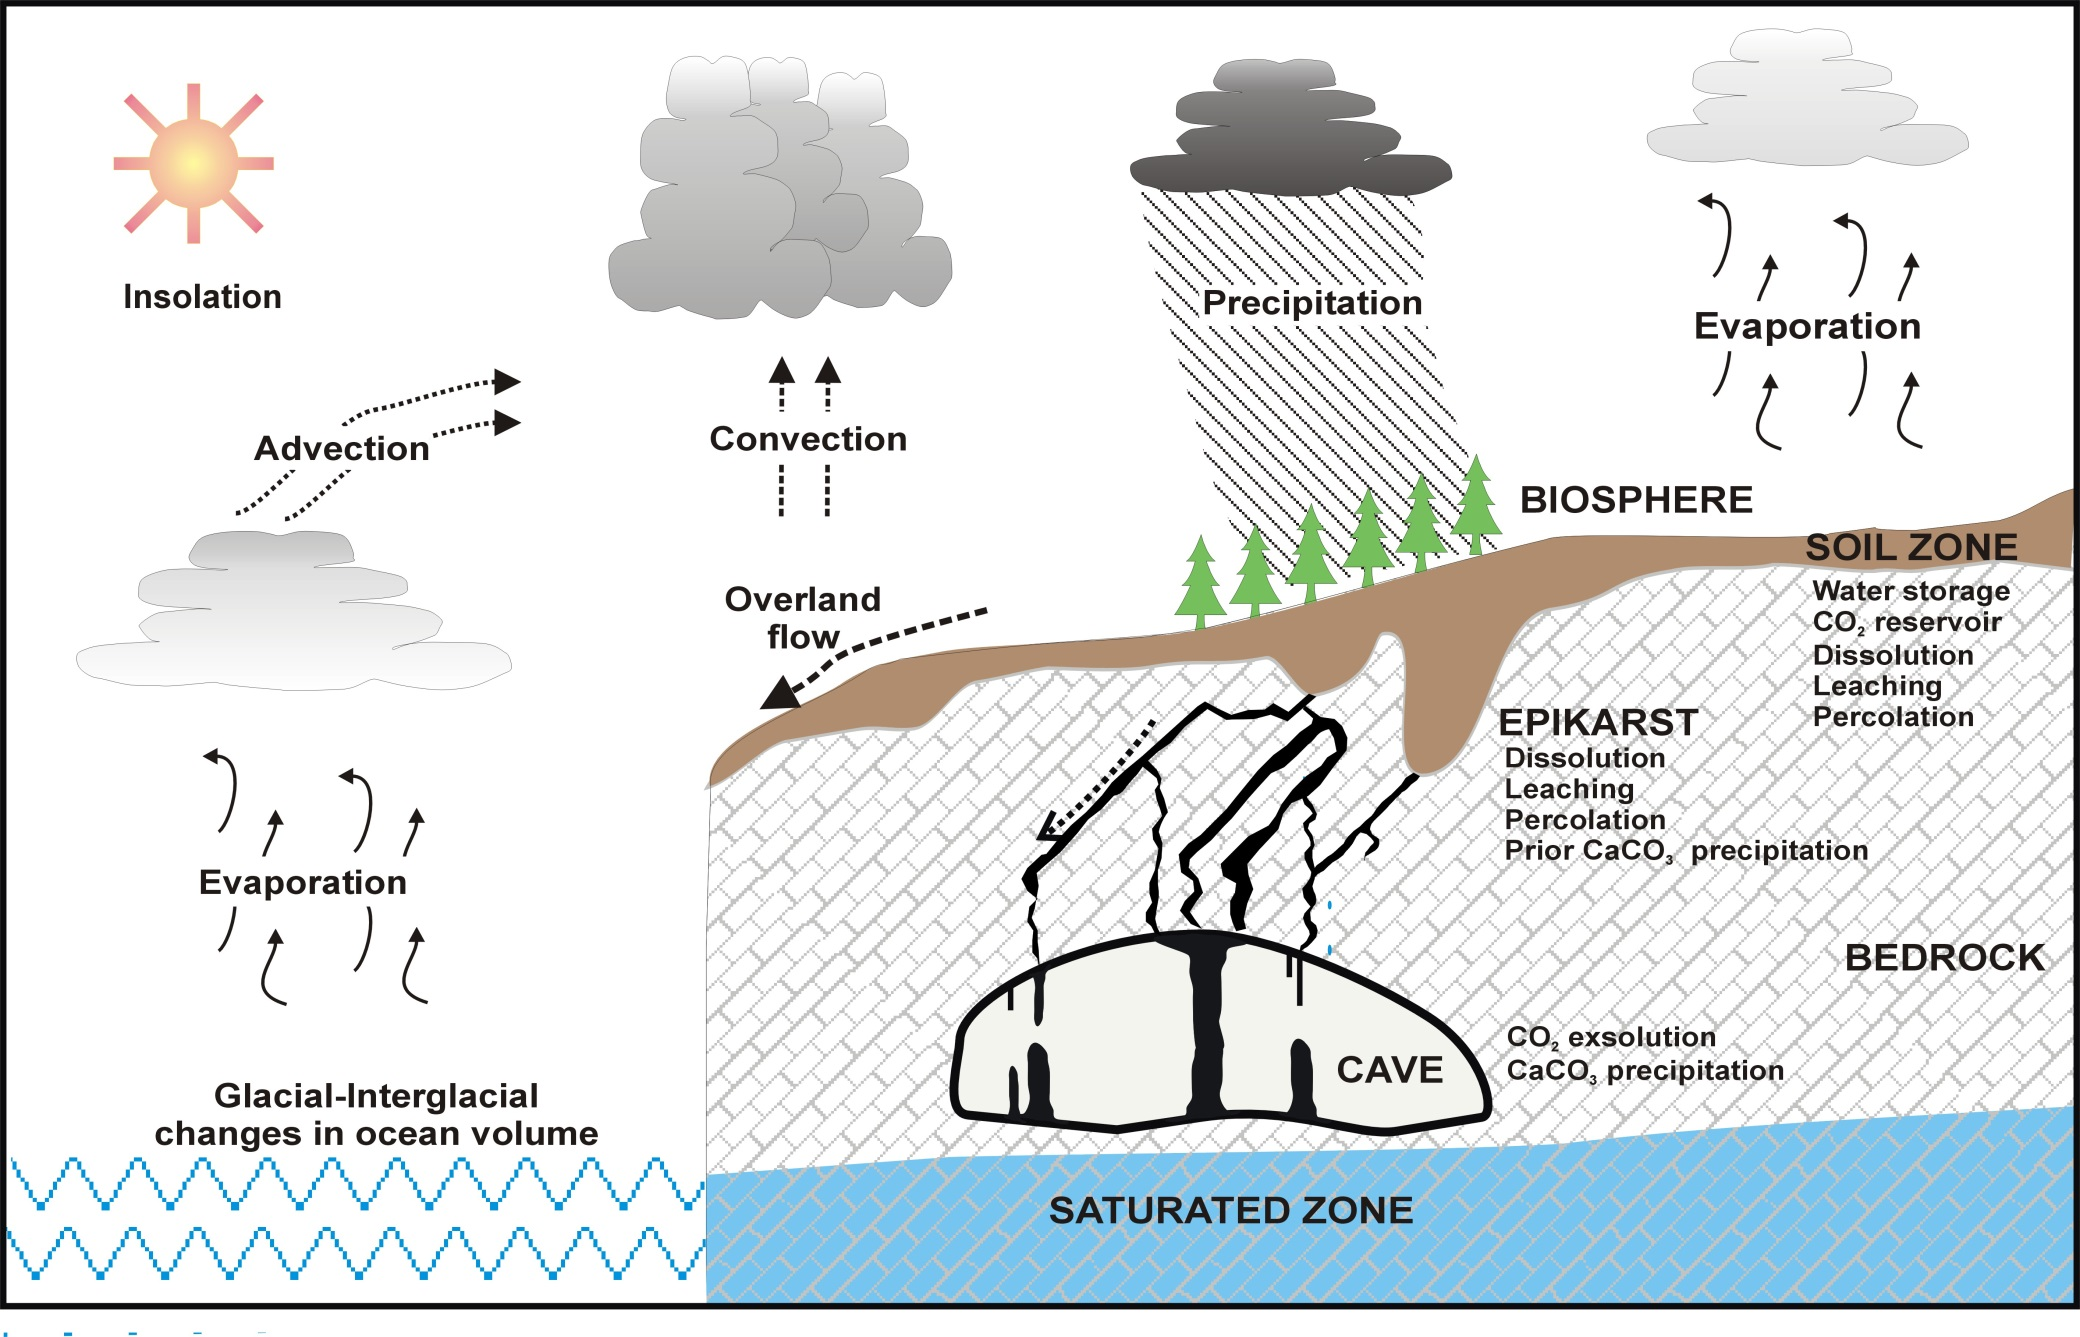 Insolation
Advection
Convection
Precipitation
Evaporation
Overland
flow
BIOSPHERE
SOIL ZONE
Water storage
CO₂ reservoir
Dissolution
Leaching
Percolation
EPIKARST
Dissolution
Leaching
Percolation
Prior CaCO₃ precipitation
Evaporation
BEDROCK
CO₂ exsolution
CaCO₃ precipitation
CAVE
Glacial-Interglacial
changes in ocean volume
SATURATED ZONE